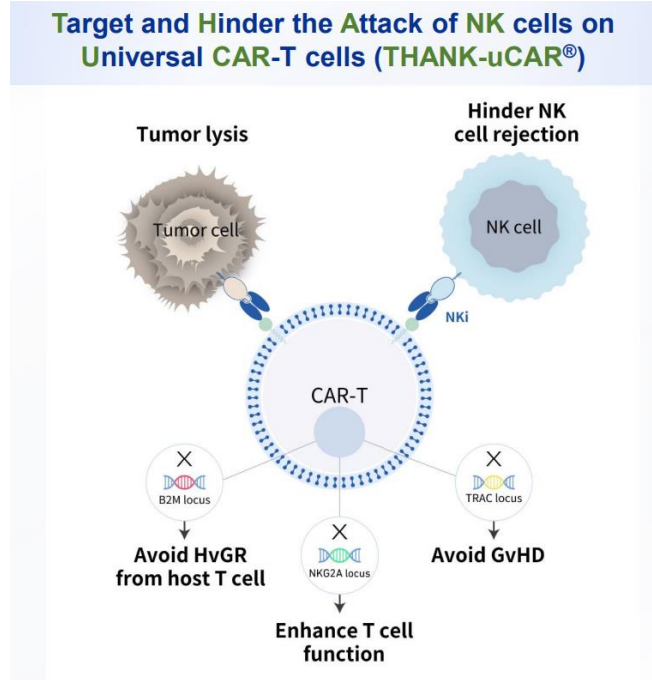 Target and Hinder the Attack of NK cells on
Universal CAR-T cells (THANK-uCAR®)
Tumor lysis
Hinder NK
cell rejection
Tumor cell
NK cell
NKi
CAR-T
X
B2M locus
X
TRAC locus
X
NKG2A locus
Avoid HvGR
from host T cell
Avoid GvHD
Enhance T cell
function